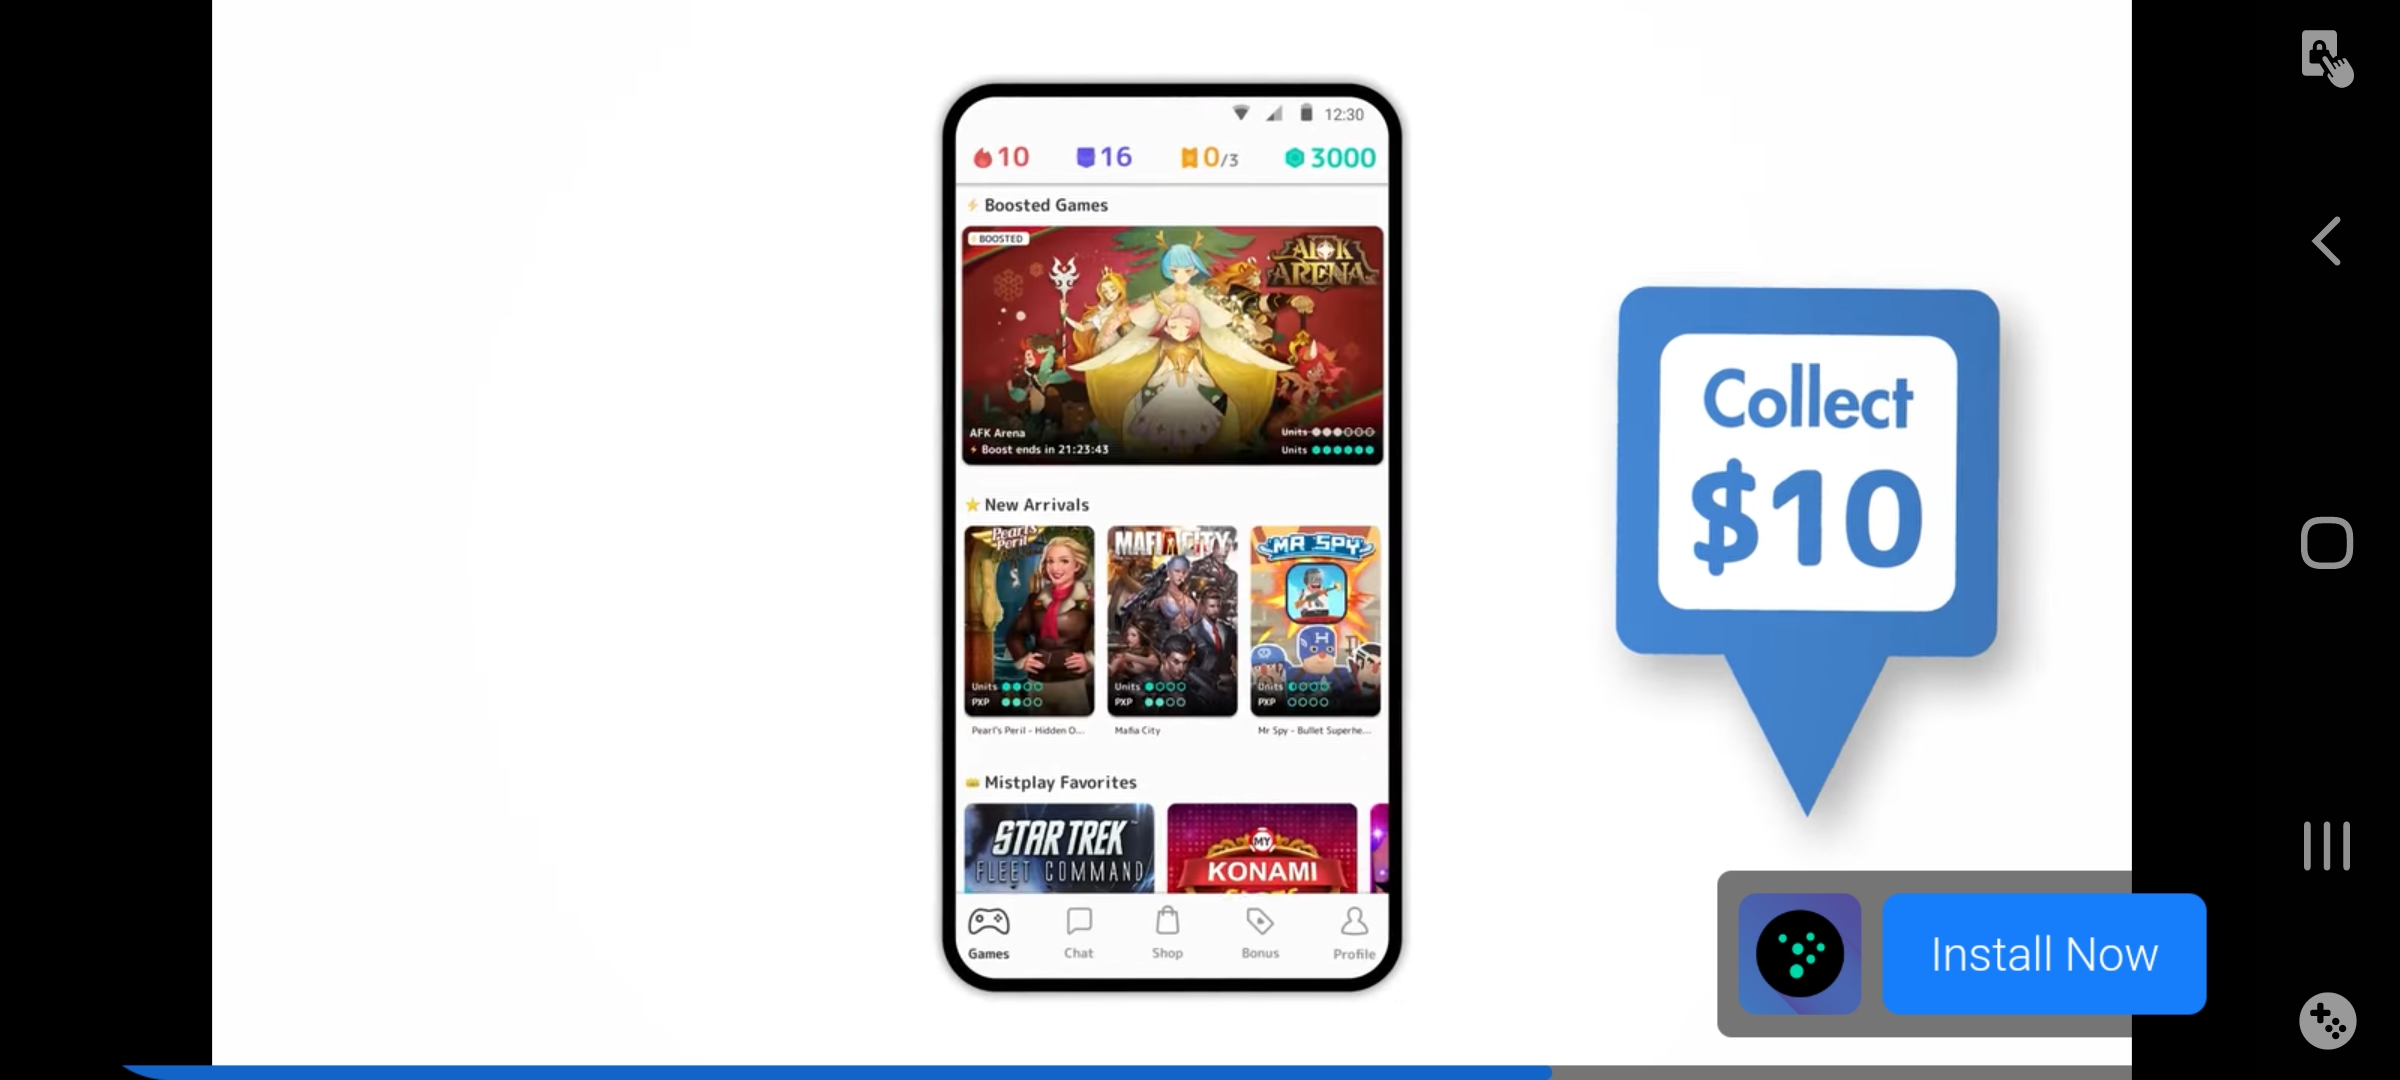 12:30
10 16 0/3 3000
Boosted Games
BOOSTED
AFK
ARENA
AFK Arena
Units
Boost ends in 21:23:43
Units
New Arrivals
Pearl's
Peril
Units
PXP
Pearl's Peril - Hidden O...
MAFIA CITY
Units
PXP
Mafia City
MR SPY
H
Units
PXP
Mr Spy - Bullet Superhe...
Mistplay Favorites
STAR TREK
FLEET COMMAND
MY
KONAMI
SLOTS
Games Chat Shop Bonus Profile
Collect
$10
Install Now